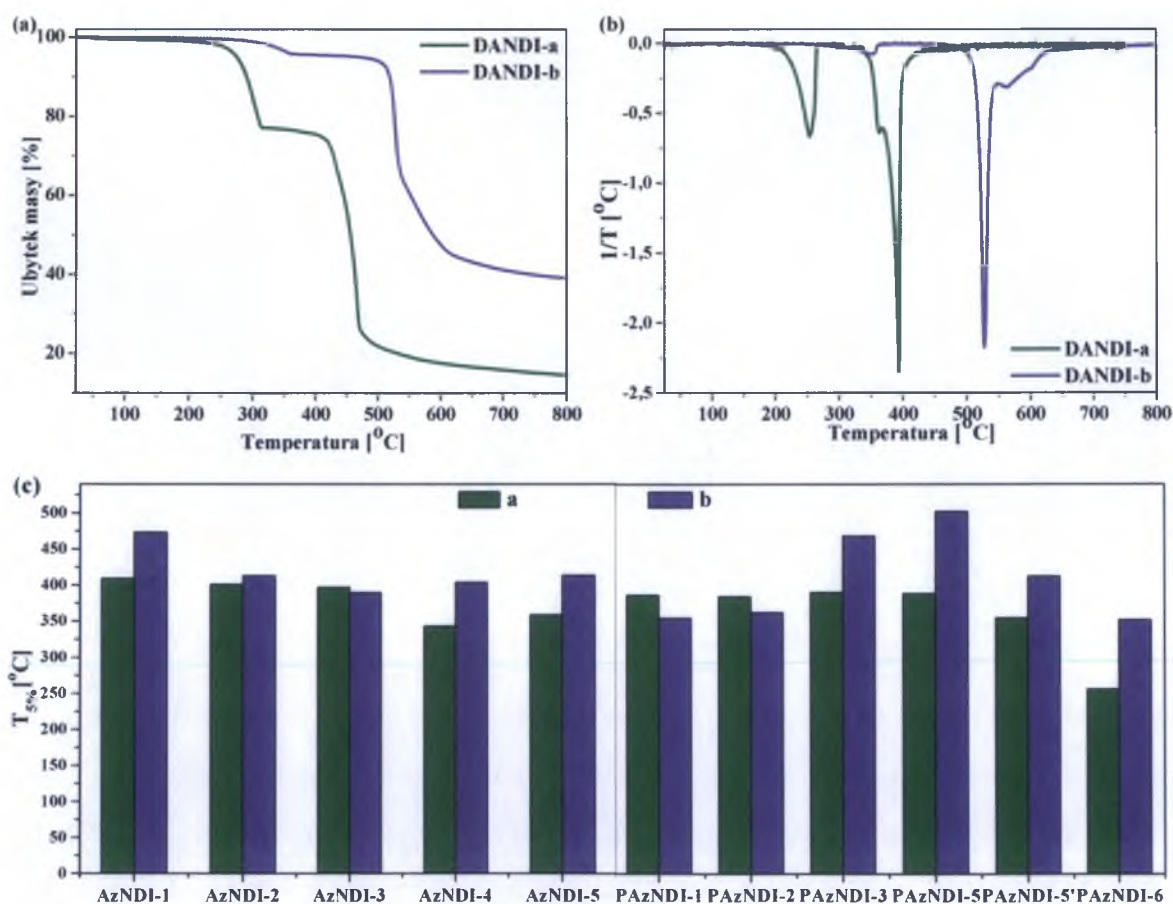 (a)
100
80
60
40
20
Ubytek masy [%]
DANDI-a
DANDI-b
100 200 300 400 500 600 700 800
Temperatura [°C]
(b)
0.0
-0.5
-1.0
-1.5
-2.0
-2.5
1/T [°C]
DANDI-a
DANDI-b
100 200 300 400 500 600 700 800
Temperatura [°C]
(c)
a b
500
450
400
350
300
250
200
150
100
50
0
T5% [°C]
AzNDI-1 AzNDI-2 AzNDI-3 AzNDI-4 AzNDI-5 PAzNDI-1 PAzNDI-2 PAzNDI-3 PAzNDI-5 PAzNDI-5' PAzNDI-6